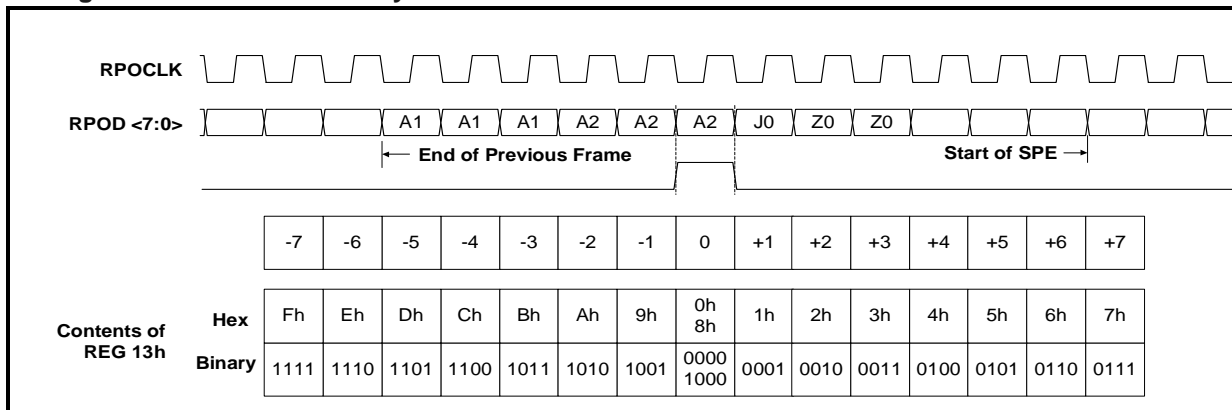 RPOCLK
RPOD <7:0> A1 A1 A1 A2 A2 A2 J0 Z0 Z0
End of Previous Frame Start of SPE
-7 -6 -5 -4 -3 -2 -1 0 +1 +2 +3 +4 +5 +6 +7
Contents of REG 13h
Hex Fh Eh Dh Ch Bh Ah 9h 0h 8h 1h 2h 3h 4h 5h 6h 7h
Binary 1111 1110 1101 1100 1011 1010 1001 0000 1000 0001 0010 0011 0100 0101 0110 0111